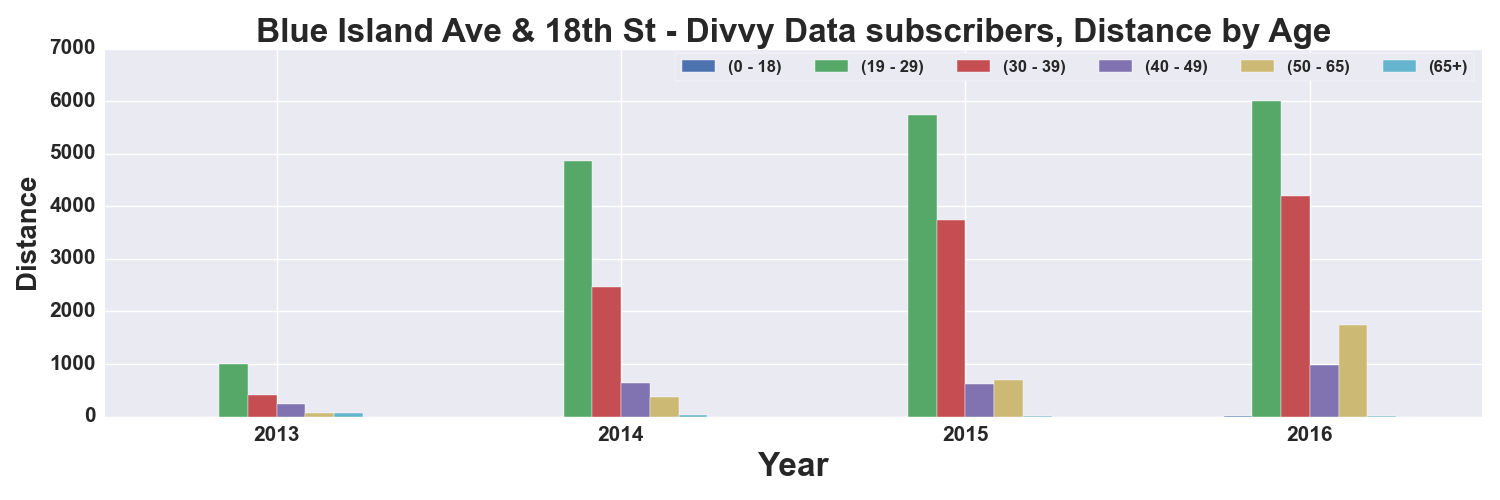 Blue Island Ave & 18th St - Divvy Data subscribers, Distance by Age
7000
(0 - 18) (19 - 29) (30 - 39) (40 - 49) (50 - 65) (65+)
6000
5000
4000
3000
2000
1000
0
Distance
2013 2014 2015 2016
Year